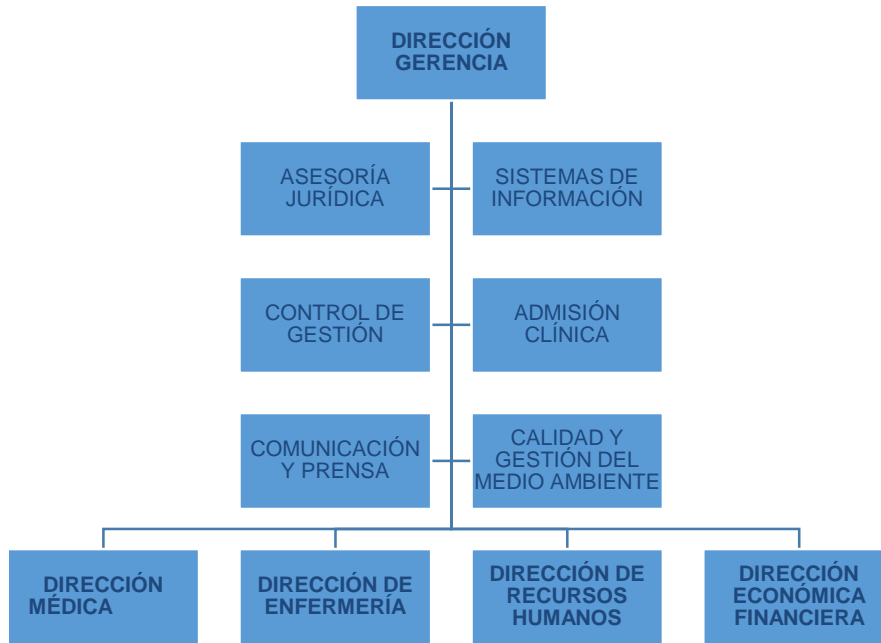 DIRECCIÓN
GERENCIA
ASESORÍA
JURÍDICA
SISTEMAS DE
INFORMACIÓN
CONTROL DE
GESTIÓN
ADMISIÓN
CLÍNICA
COMUNICACIÓN
Y PRENSA
CALIDAD Y
GESTIÓN DEL
MEDIO AMBIENTE
DIRECCIÓN
MÉDICA
DIRECCIÓN DE
ENFERMERÍA
DIRECCIÓN DE
RECURSOS
HUMANOS
DIRECCIÓN
ECONÓMICA
FINANCIERA